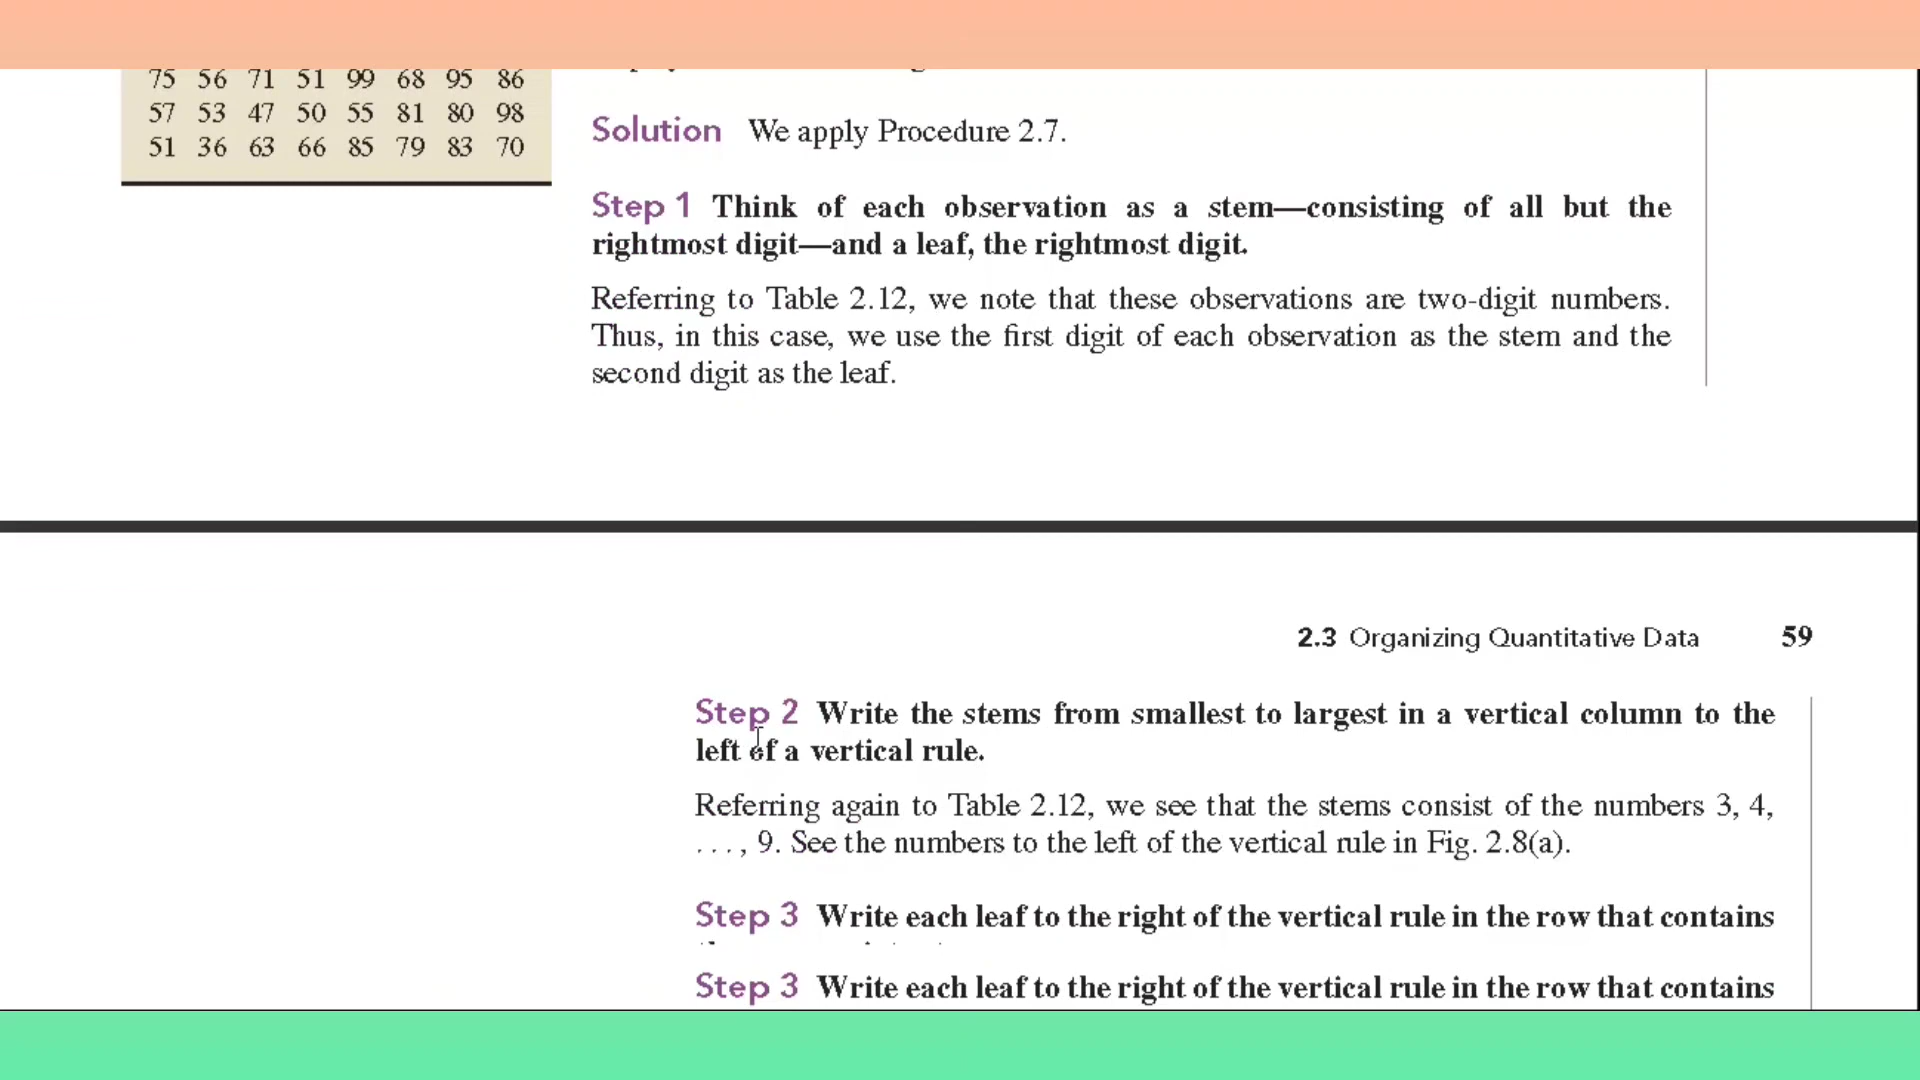 75 56 71 51 99 68 95 86
57 53 47 50 55 81 80 98
51 36 63 66 85 79 83 70
Solution We apply Procedure 2.7.
Step 1 Think of each observation as a stem—consisting of all but the
rightmost digit—and a leaf, the rightmost digit.
Referring to Table 2.12, we note that these observations are two-digit numbers.
Thus, in this case, we use the first digit of each observation as the stem and the
second digit as the leaf.
2.3 Organizing Quantitative Data 59
Step 2 Write the stems from smallest to largest in a vertical column to the
left of a vertical rule.
Referring again to Table 2.12, we see that the stems consist of the numbers 3, 4,
. . . , 9. See the numbers to the left of the vertical rule in Fig. 2.8(a).
Step 3 Write each leaf to the right of the vertical rule in the row that contains
Step 3 Write each leaf to the right of the vertical rule in the row that contains